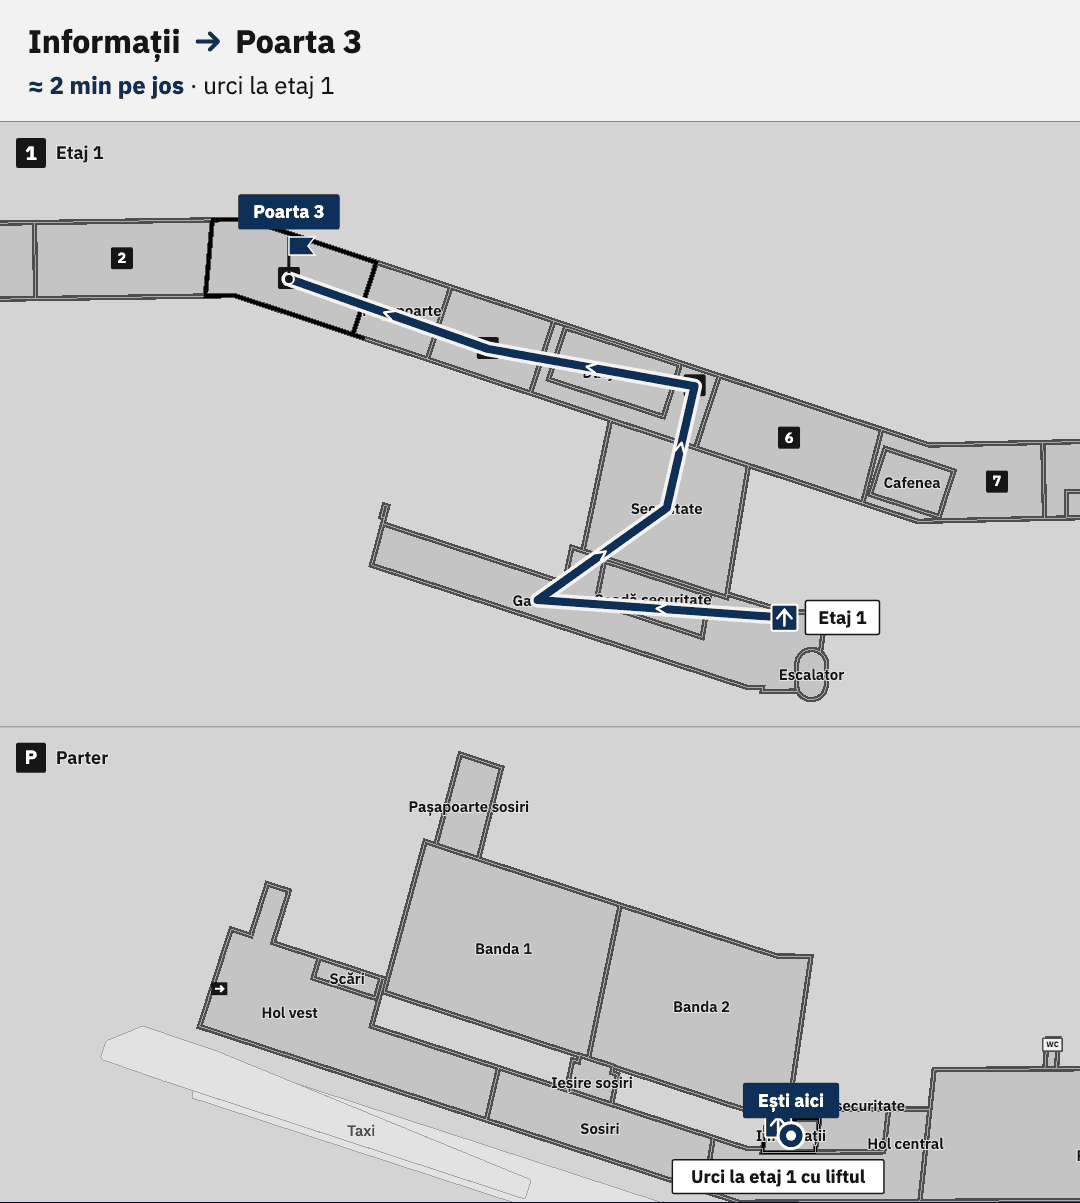 Informații → Poarta 3
≈ 2 min pe jos · urci la etaj 1
1 Etaj 1
Poarta 3
2
6
Cafenea
7
Etaj 1
Escalator
P Parter
Pașapoarte sosiri
Banda 1
Scări
Banda 2
Hol vest
WC
Ieșire sosiri
Ești aici
securitate
Sosiri
Taxi
Hol central
Urci la etaj 1 cu liftul